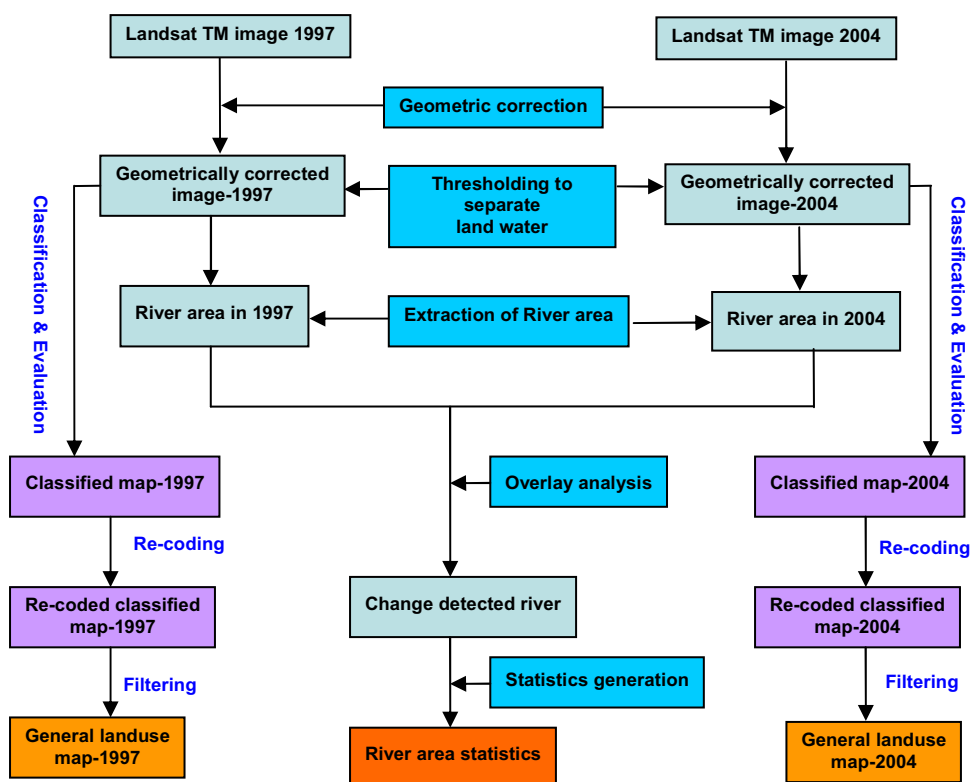 Landsat TM image 1997
Landsat TM image 2004
Geometric correction
Geometrically corrected
image-1997
Thresholding to
separate
land water
Geometrically corrected
image-2004
Classification & Evaluation
Classification & Evaluation
River area in 1997
Extraction of River area
River area in 2004
Classified map-1997
Overlay analysis
Classified map-2004
Re-coding
Re-coding
Re-coded classified
map-1997
Change detected river
Re-coded classified
map-2004
Filtering
Statistics generation
Filtering
General landuse
map-1997
River area statistics
General landuse
map-2004